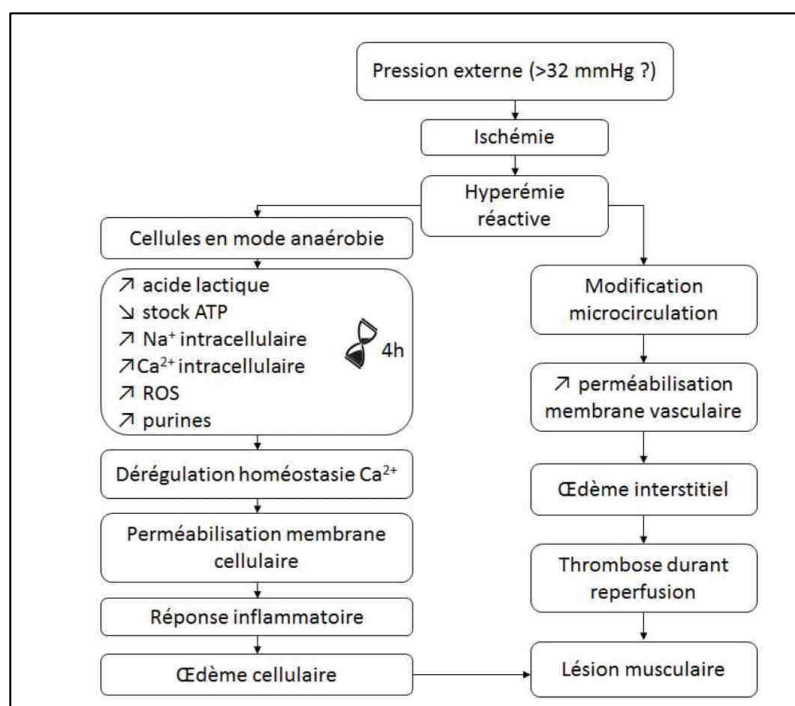 Pression externe (>32 mmHg ?)
Ischémie
Hyperémie
réactive
Cellules en mode anaérobie
↗ acide lactique
↘ stock ATP
↗ Na⁺ intracellulaire
↗Ca²⁺ intracellulaire
↗ ROS
↗ purines
4h
Dérégulation homéostasie Ca²⁺
Perméabilisation membrane
cellulaire
Réponse inflammatoire
Œdème cellulaire
Modification
microcirculation
↗ perméabilisation
membrane vasculaire
Œdème interstitiel
Thrombose durant
reperfusion
Lésion musculaire